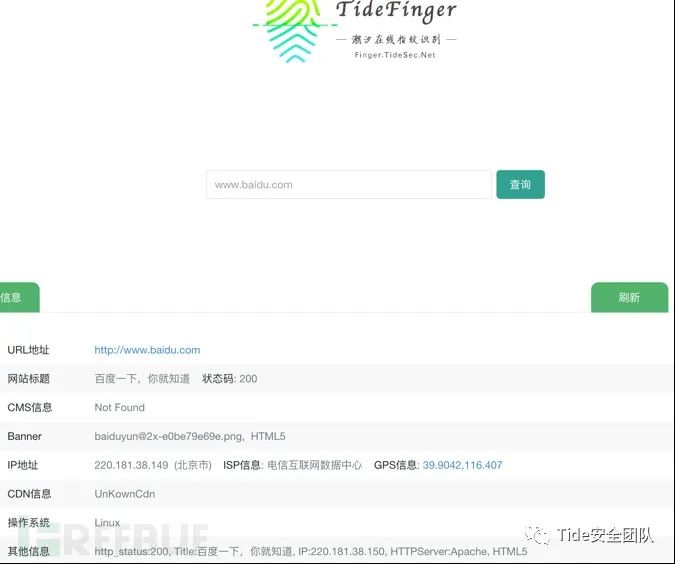 TideFinger
— 潮汐在线指纹识别 —
Finger.TideSec.Net
www.baidu.com 查询
信息 刷新
URL地址 http://www.baidu.com
网站标题 百度一下，你就知道 状态码: 200
CMS信息 Not Found
Banner baiduyun@2x-e0be79e69e.png, HTML5
IP地址 220.181.38.149 (北京市) ISP信息: 电信互联网数据中心 GPS信息: 39.9042,116.407
CDN信息 UnKownCdn
操作系统 Linux
其他信息 http_status:200, Title:百度一下，你就知道, IP:220.181.38.150, HTTPServer:Apache, HTML5
FREEBUF
Tide安全团队